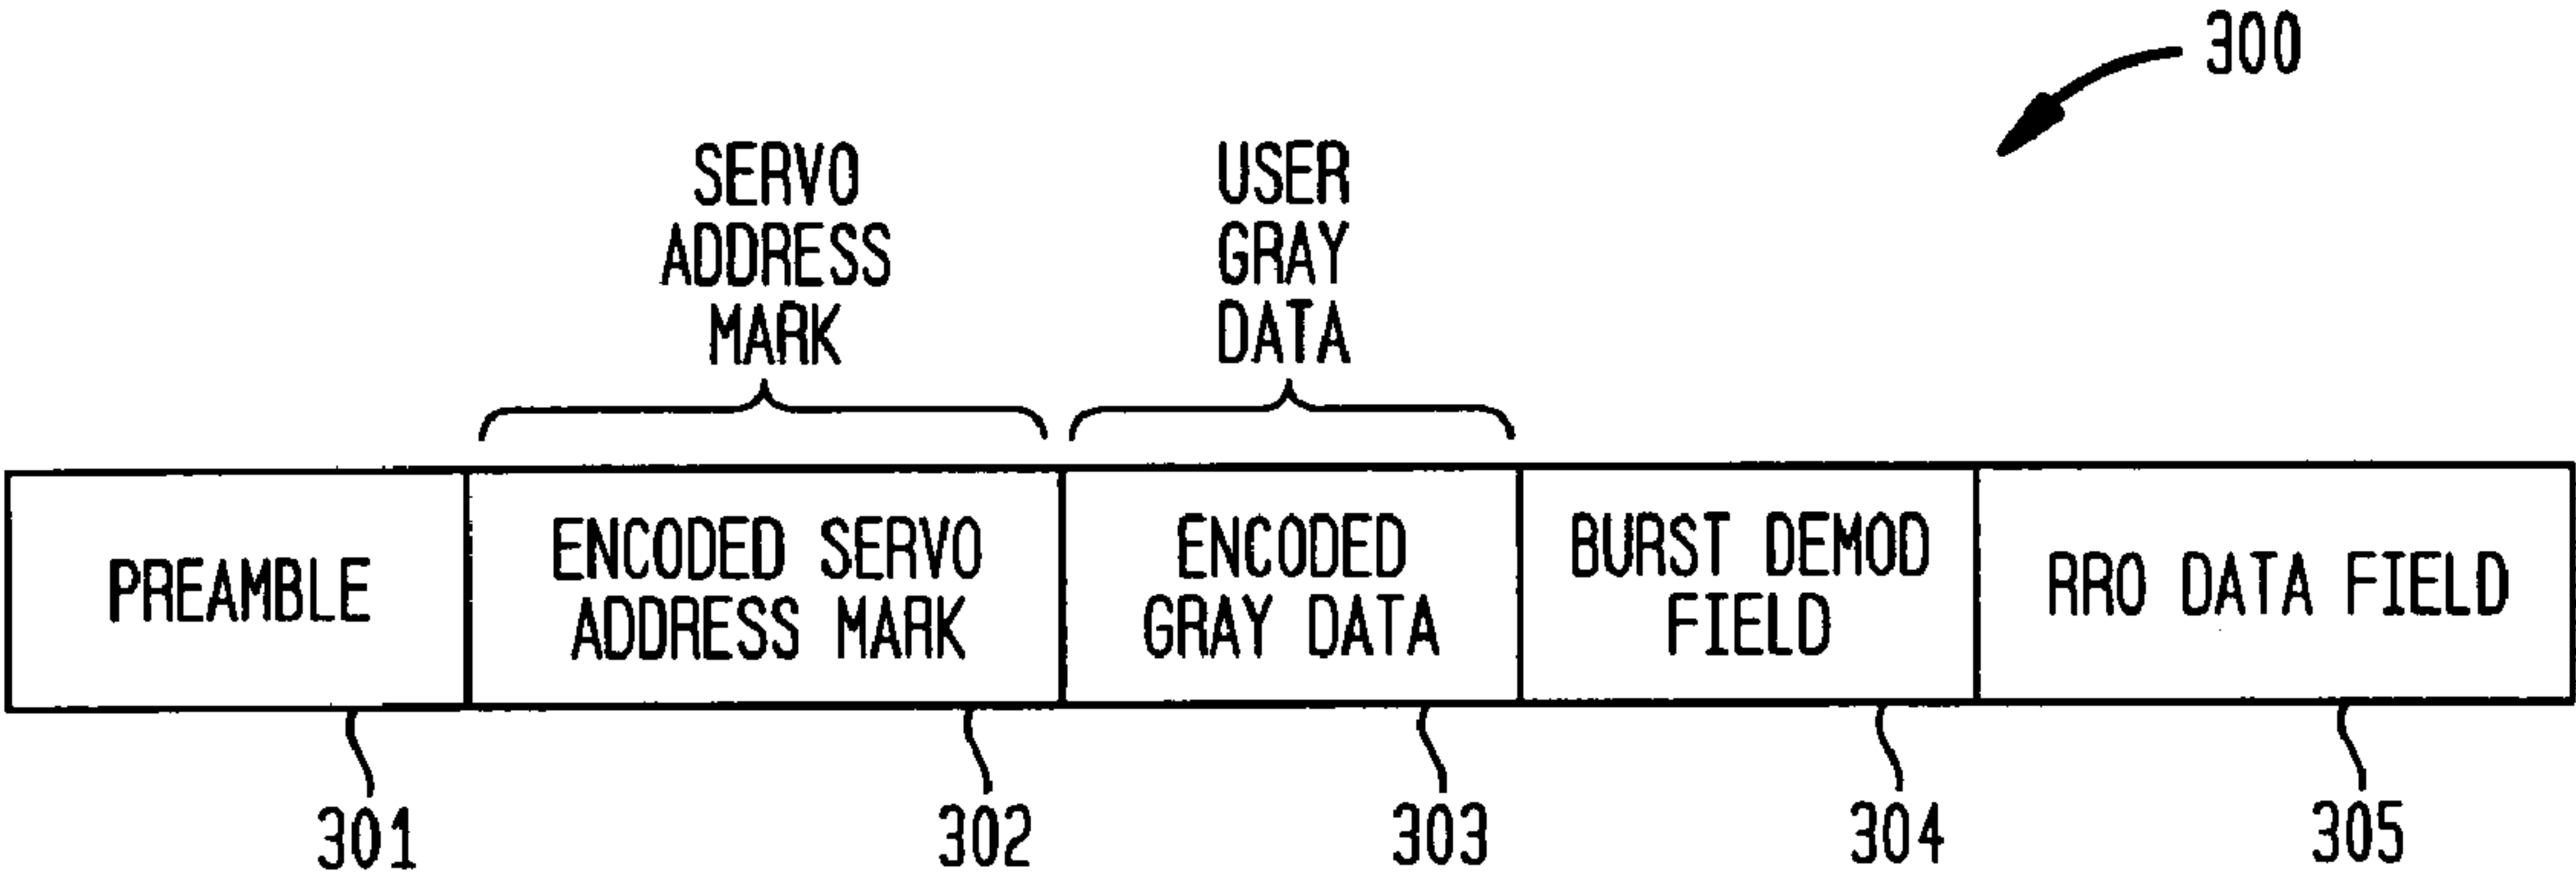 300
SERVO
ADDRESS
MARK
USER
GRAY
DATA
PREAMBLE
ENCODED SERVO
ADDRESS MARK
ENCODED
GRAY DATA
BURST DEMOD
FIELD
RRO DATA FIELD
301
302
303
304
305